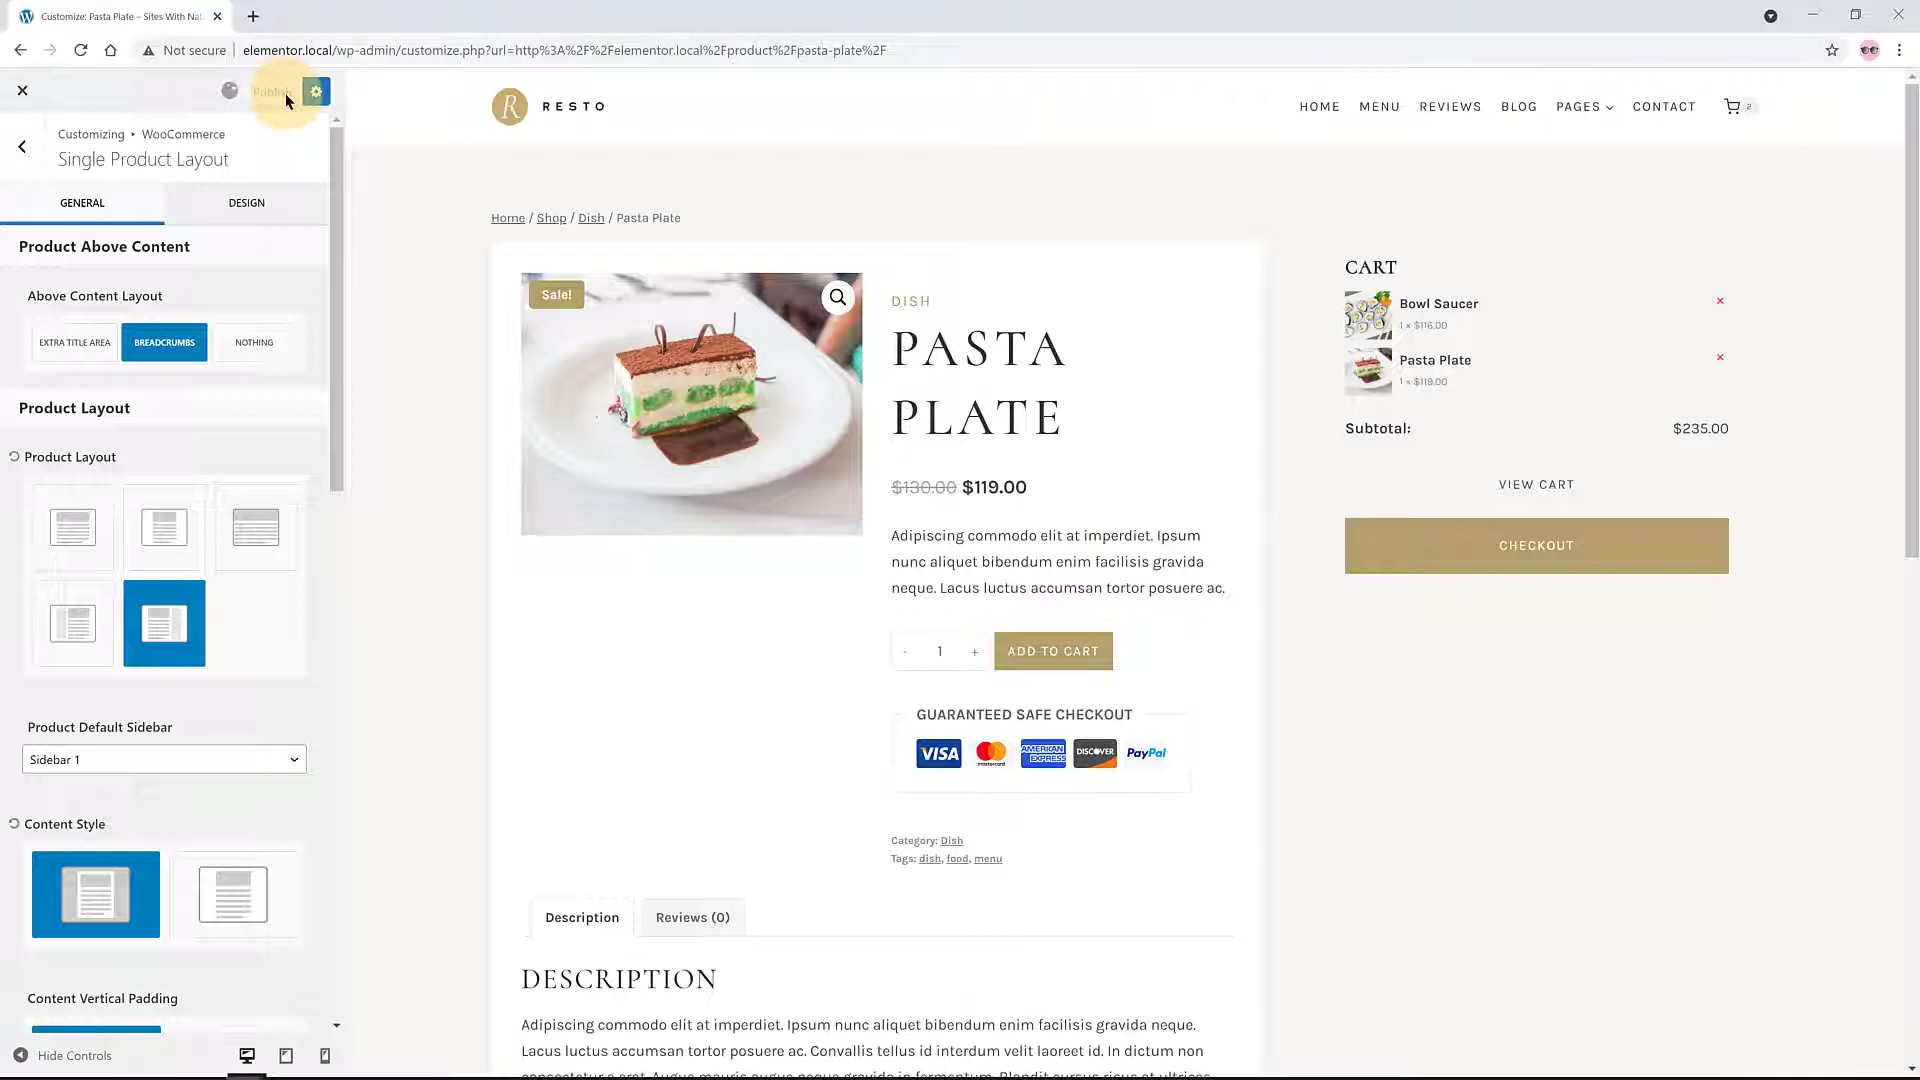 Customize: Pasta Plate – Sites With Nat
Not secure
elementor.local/wp-admin/customize.php?url=http%3A%2F%2Felementor.local%2Fproduct%2Fpasta-plate%2F
Publish
Customizing ▸ WooCommerce
Single Product Layout
GENERAL
DESIGN
Product Above Content
Above Content Layout
EXTRA TITLE AREA
BREADCRUMBS
NOTHING
Product Layout
Product Layout
Product Default Sidebar
Sidebar 1
Content Style
Content Vertical Padding
Hide Controls
R RESTO
HOME MENU REVIEWS BLOG PAGES CONTACT 2
Home / Shop / Dish / Pasta Plate
Sale!
DISH
PASTA
PLATE
$130.00 $119.00
Adipiscing commodo elit at imperdiet. Ipsum
nunc aliquet bibendum enim facilisis gravida
neque. Lacus luctus accumsan tortor posuere ac.
- 1 +
ADD TO CART
GUARANTEED SAFE CHECKOUT
VISA
mastercard
AMERICAN EXPRESS
DISCOVER
PayPal
Category: Dish
Tags: dish, food, menu
Description
Reviews (0)
DESCRIPTION
Adipiscing commodo elit at imperdiet. Ipsum nunc aliquet bibendum enim facilisis gravida neque.
Lacus luctus accumsan tortor posuere ac. Convallis tellus id interdum velit laoreet id. In dictum non
CART
Bowl Saucer
1 × $116.00
Pasta Plate
1 × $119.00
Subtotal: $235.00
VIEW CART
CHECKOUT